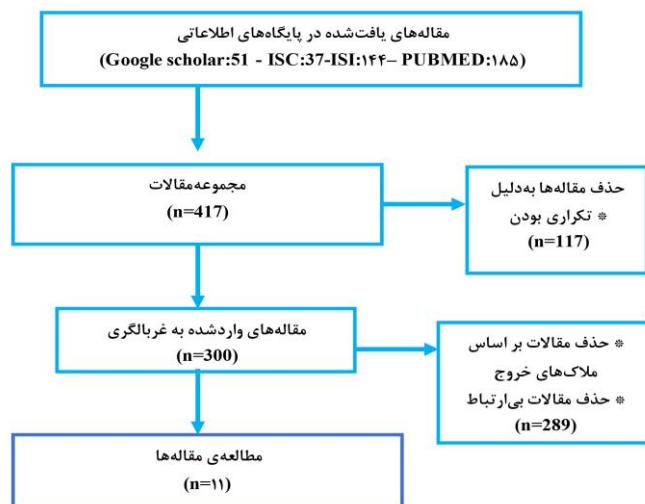 مقاله‌های یافت‌شده در پایگاه‌های اطلاعاتی
(Google scholar:51 - ISC:37-ISI:۱۴۴– PUBMED:۱۸۵)
مجموعه‌مقالات
(n=417)
حذف مقاله‌ها به‌دلیل
* تکراری بودن
(n=117)
مقاله‌های واردشده به غربالگری
(n=300)
* حذف مقالات بر اساس
ملاک‌های خروج
* حذف مقالات بی‌ارتباط
(n=289)
مطالعه‌ی مقاله‌ها
(n=۱۱)